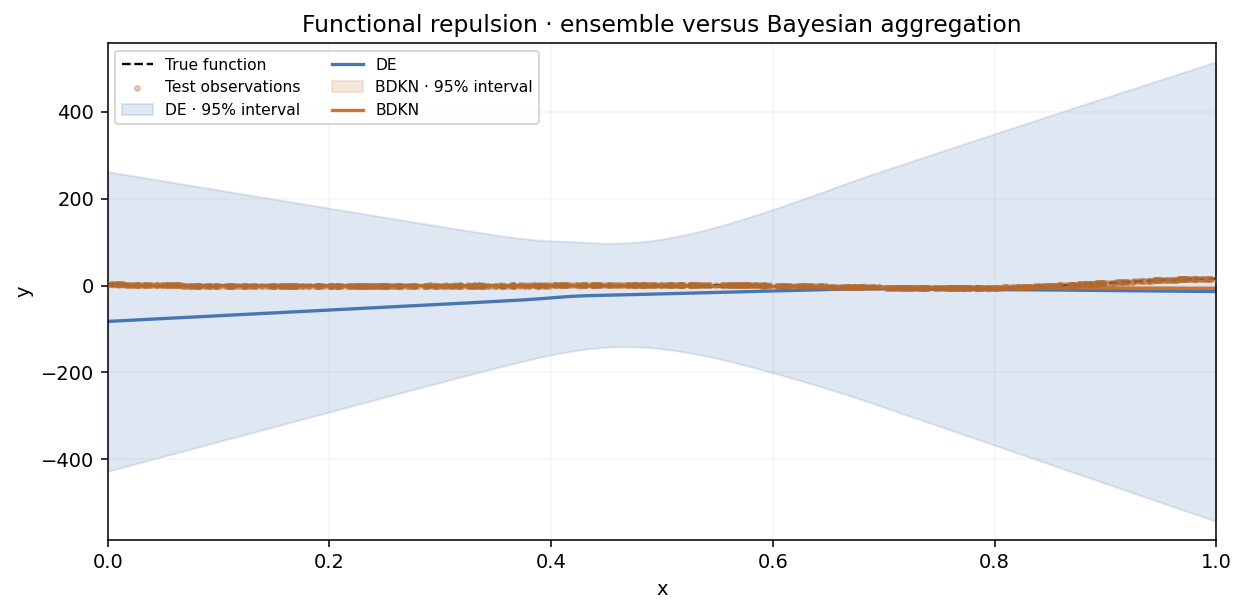 Functional repulsion · ensemble versus Bayesian aggregation
True function
Test observations
DE · 95% interval
DE
BDKN · 95% interval
BDKN
400
200
0
−200
−400
y
0.0
0.2
0.4
0.6
0.8
1.0
x